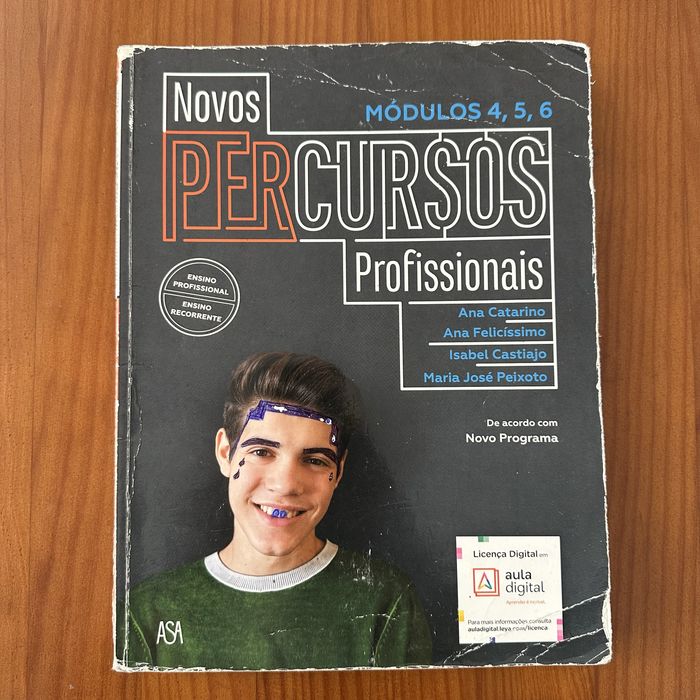 Novos
MÓDULOS 4, 5, 6
PERCURSOS
Profissionais
ENSINO
PROFISSIONAL
ENSINO
RECORRENTE
Ana Catarino
Ana Felicíssimo
Isabel Castiajo
Maria José Peixoto
De acordo com
Novo Programa
Licença Digital em
aula
digital
Aprender é incrível.
Para mais informações consulta
auladigital.leya.com/licenca
ASA